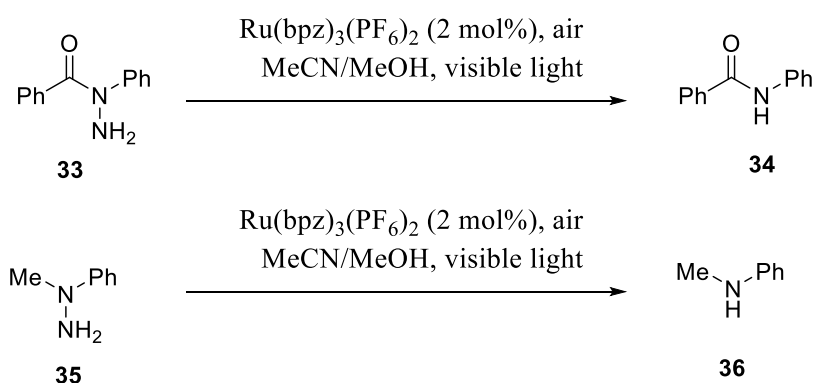 Ru(bpz)₃(PF₆)₂ (2 mol%), air
MeCN/MeOH, visible light
O
Ph
N
Ph
NH₂
33
O
Ph
N
H
Ph
34
Ru(bpz)₃(PF₆)₂ (2 mol%), air
MeCN/MeOH, visible light
Me
N
Ph
NH₂
35
Me
N
H
Ph
36